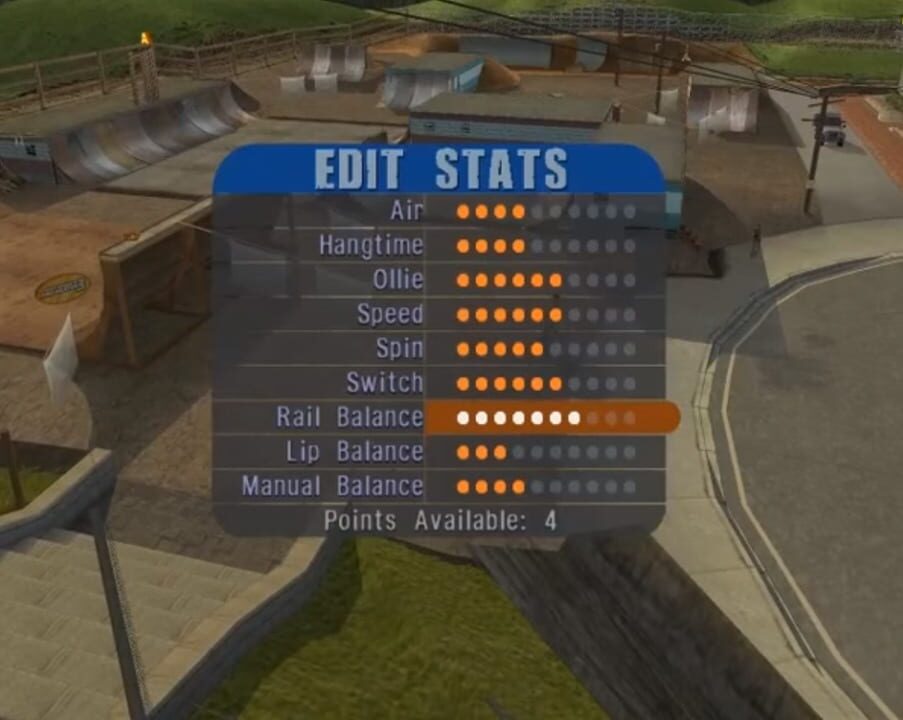 EDIT STATS
Air
Hangtime
Ollie
Speed
Spin
Switch
Rail Balance
Lip Balance
Manual Balance
Points Available: 4